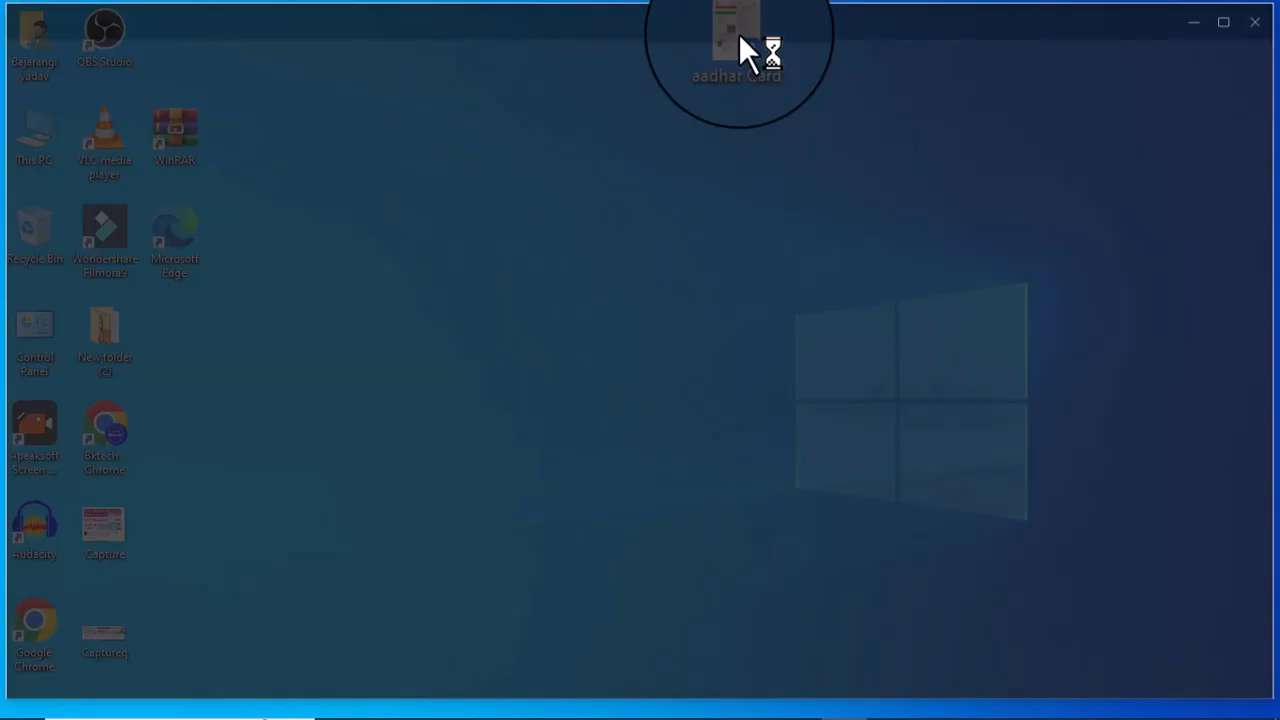 Bajarangi
yadav
OBS Studio
aadhar Card
This PC
VLC media
player
WinRAR
Recycle Bin
Wondershare
Filmora9
Microsoft
Edge
Control
Panel
New folder
(2)
Apeaksoft
Screen ...
Bktech -
Chrome
Audacity
Capture
Google
Chrome
Captureq